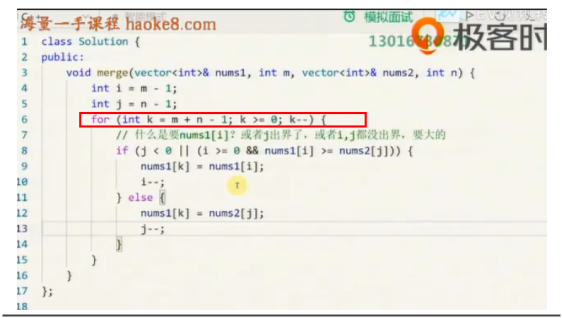 海量一手课程 haoke8.com
模拟面试
极客时
1 class Solution {
2 public:
3 void merge(vector<int>& nums1, int m, vector<int>& nums2, int n) {
4 int i = m - 1;
5 int j = n - 1;
6 for (int k = m + n - 1; k >= 0; k--) {
7 // 什么是要nums1[i]？或者j出界了，或者i,j都没出界，要大的
8 if (j < 0 || (i >= 0 && nums1[i] >= nums2[j])) {
9 nums1[k] = nums1[i];
10 i--;
11 } else {
12 nums1[k] = nums2[j];
13 j--;
14 }
15 }
16 }
17 };
18